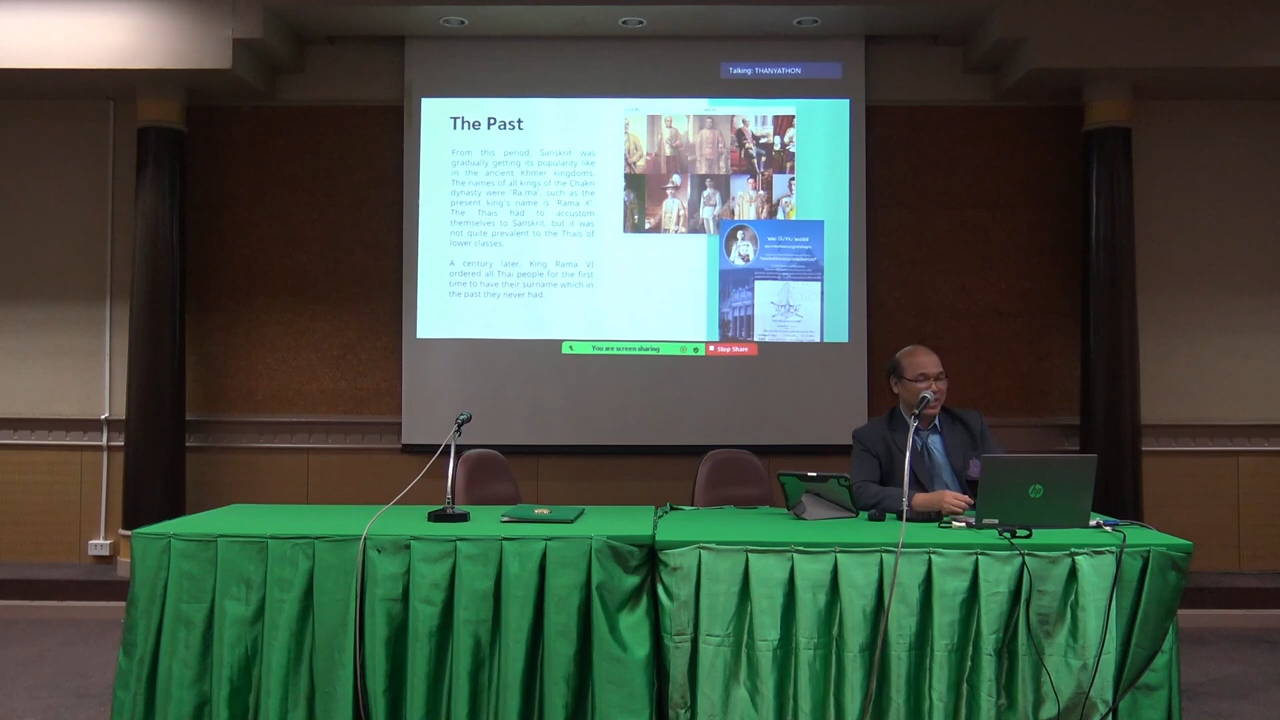 Talking: THANYATHON
The Past
From this period, Sanskrit was
gradually getting its popularity like
in the ancient Khmer kingdoms.
The names of all kings of the Chakri
dynasty were 'Rama' such as the
present king's name is 'Rama X'.
The Thais had to accustom
themselves to Sanskrit, but it was
not quite prevalent to the Thais of
lower classes.
A century later, King Rama VI
ordered all Thai people for the first
time to have their surname which in
the past they never had.
You are screen sharing
Stop Share
hp